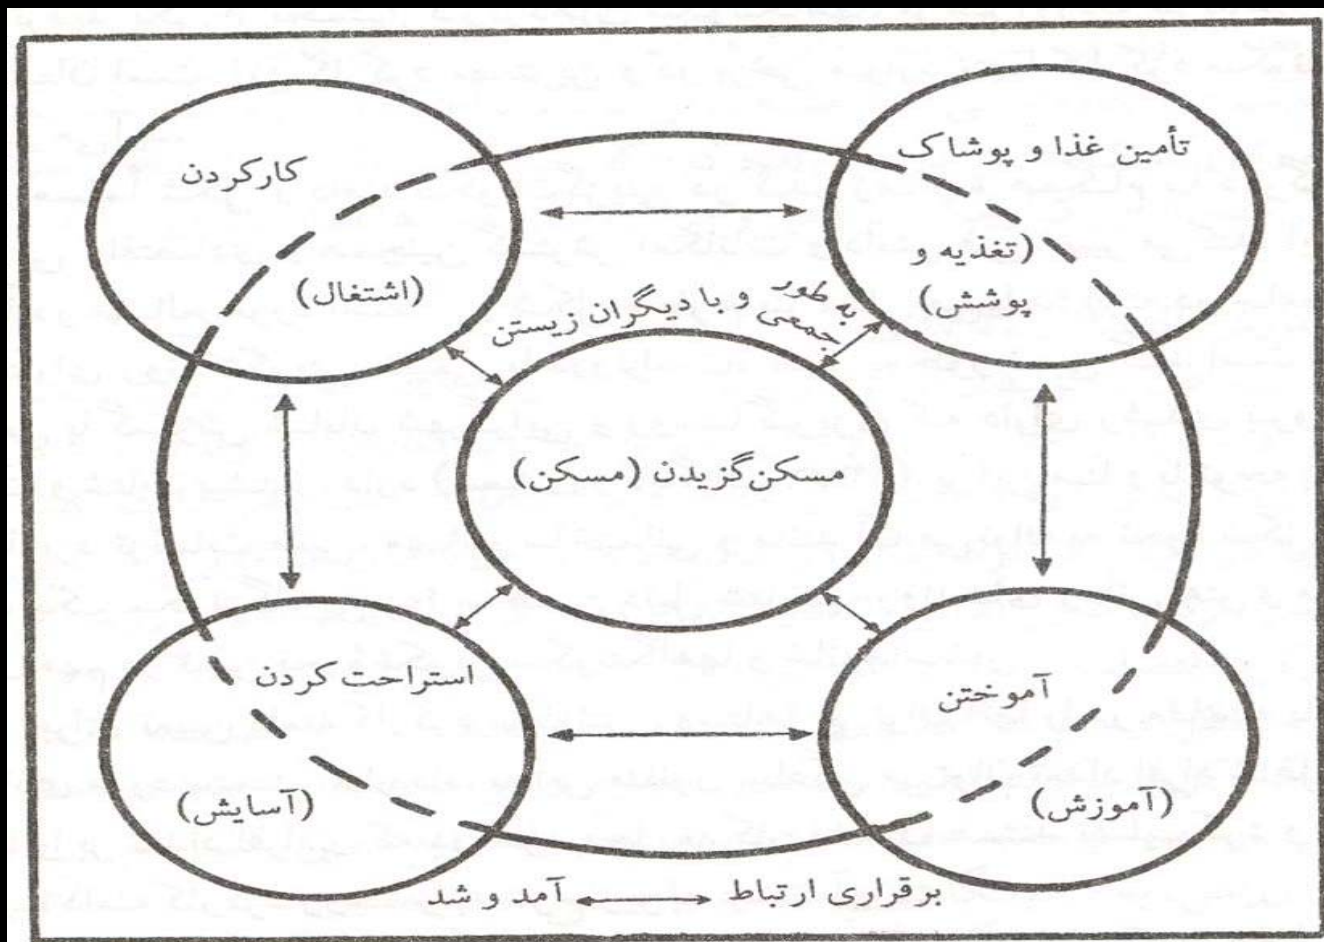 تأمین غذا و پوشاک
(تغذیه و
پوشش)
کارکردن
(اشتغال)
به طور
جمعی و با دیگران زیستن
مسکن گزیدن (مسکن)
آموختن
(آموزش)
استراحت کردن
(آسایش)
برقراری ارتباط
آمد و شد